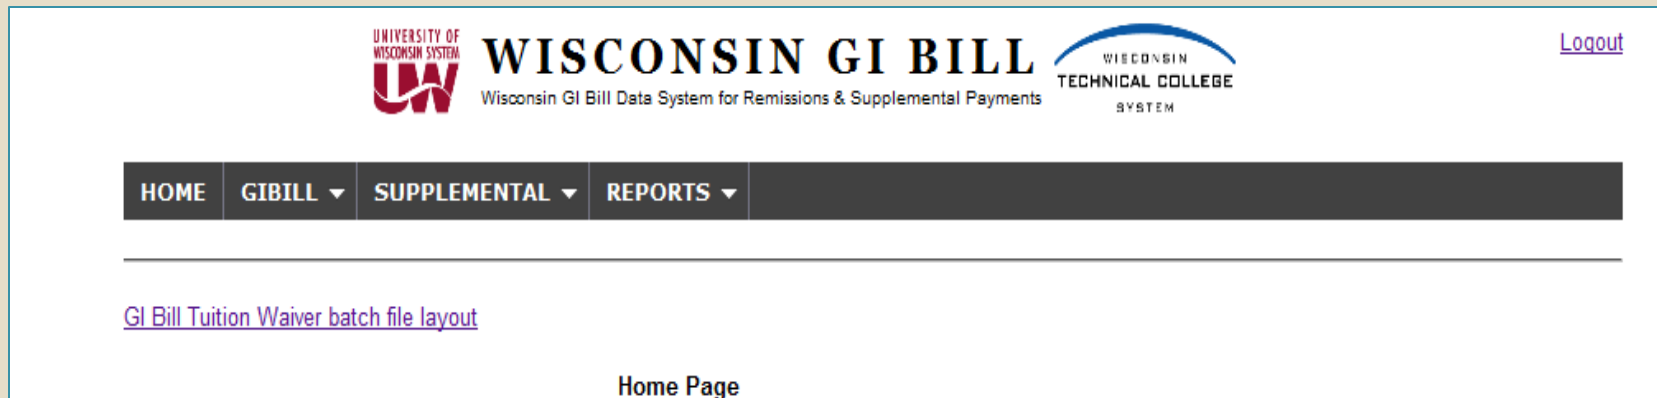 UNIVERSITY OF
WISCONSIN SYSTEM
UW
WISCONSIN GI BILL
Wisconsin GI Bill Data System for Remissions & Supplemental Payments
WISCONSIN
TECHNICAL COLLEGE
SYSTEM
Logout
HOME GIBILL SUPPLEMENTAL REPORTS
GI Bill Tuition Waiver batch file layout
Home Page